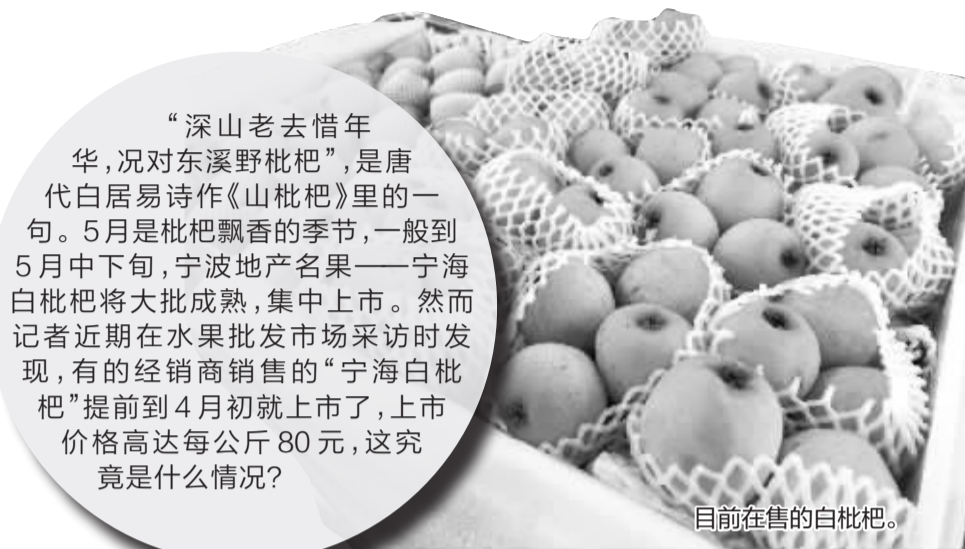 “深山老去惜年
华，况对东溪野枇杷”，是唐
代白居易诗作《山枇杷》里的一
句。5月是枇杷飘香的季节，一般到
5月中下旬，宁波地产名果——宁海
白枇杷将大批成熟，集中上市。然而
记者近期在水果批发市场采访时发
现，有的经销商销售的“宁海白枇
杷”提前到4月初就上市了，上市
价格高达每公斤80元，这究
竟是什么情况？
目前在售的白枇杷。